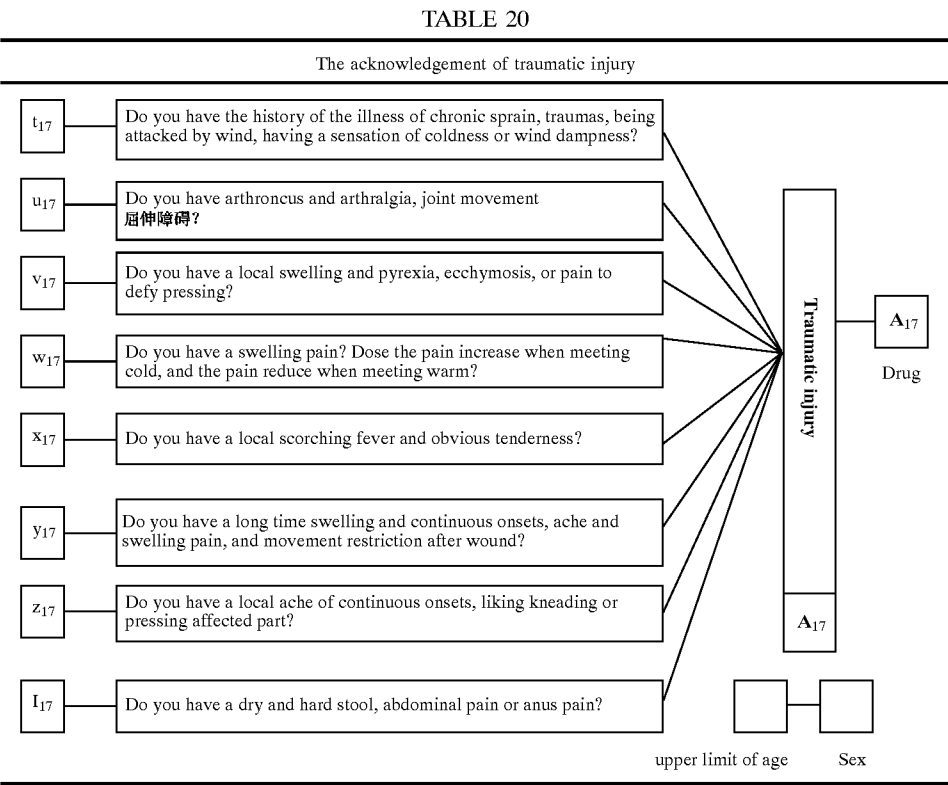 TABLE 20
The acknowledgement of traumatic injury
t17
Do you have the history of the illness of chronic sprain, traumas, being
attacked by wind, having a sensation of coldness or wind dampness?
u17
Do you have arthroncus and arthralgia, joint movement
屈伸障碍?
v17
Do you have a local swelling and pyrexia, ecchymosis, or pain to
defy pressing?
w17
Do you have a swelling pain? Dose the pain increase when meeting
cold, and the pain reduce when meeting warm?
x17
Do you have a local scorching fever and obvious tenderness?
y17
Do you have a long time swelling and continuous onsets, ache and
swelling pain, and movement restriction after wound?
z17
Do you have a local ache of continuous onsets, liking kneading or
pressing affected part?
I17
Do you have a dry and hard stool, abdominal pain or anus pain?
Traumatic injury
A17
A17
Drug
upper limit of age
Sex